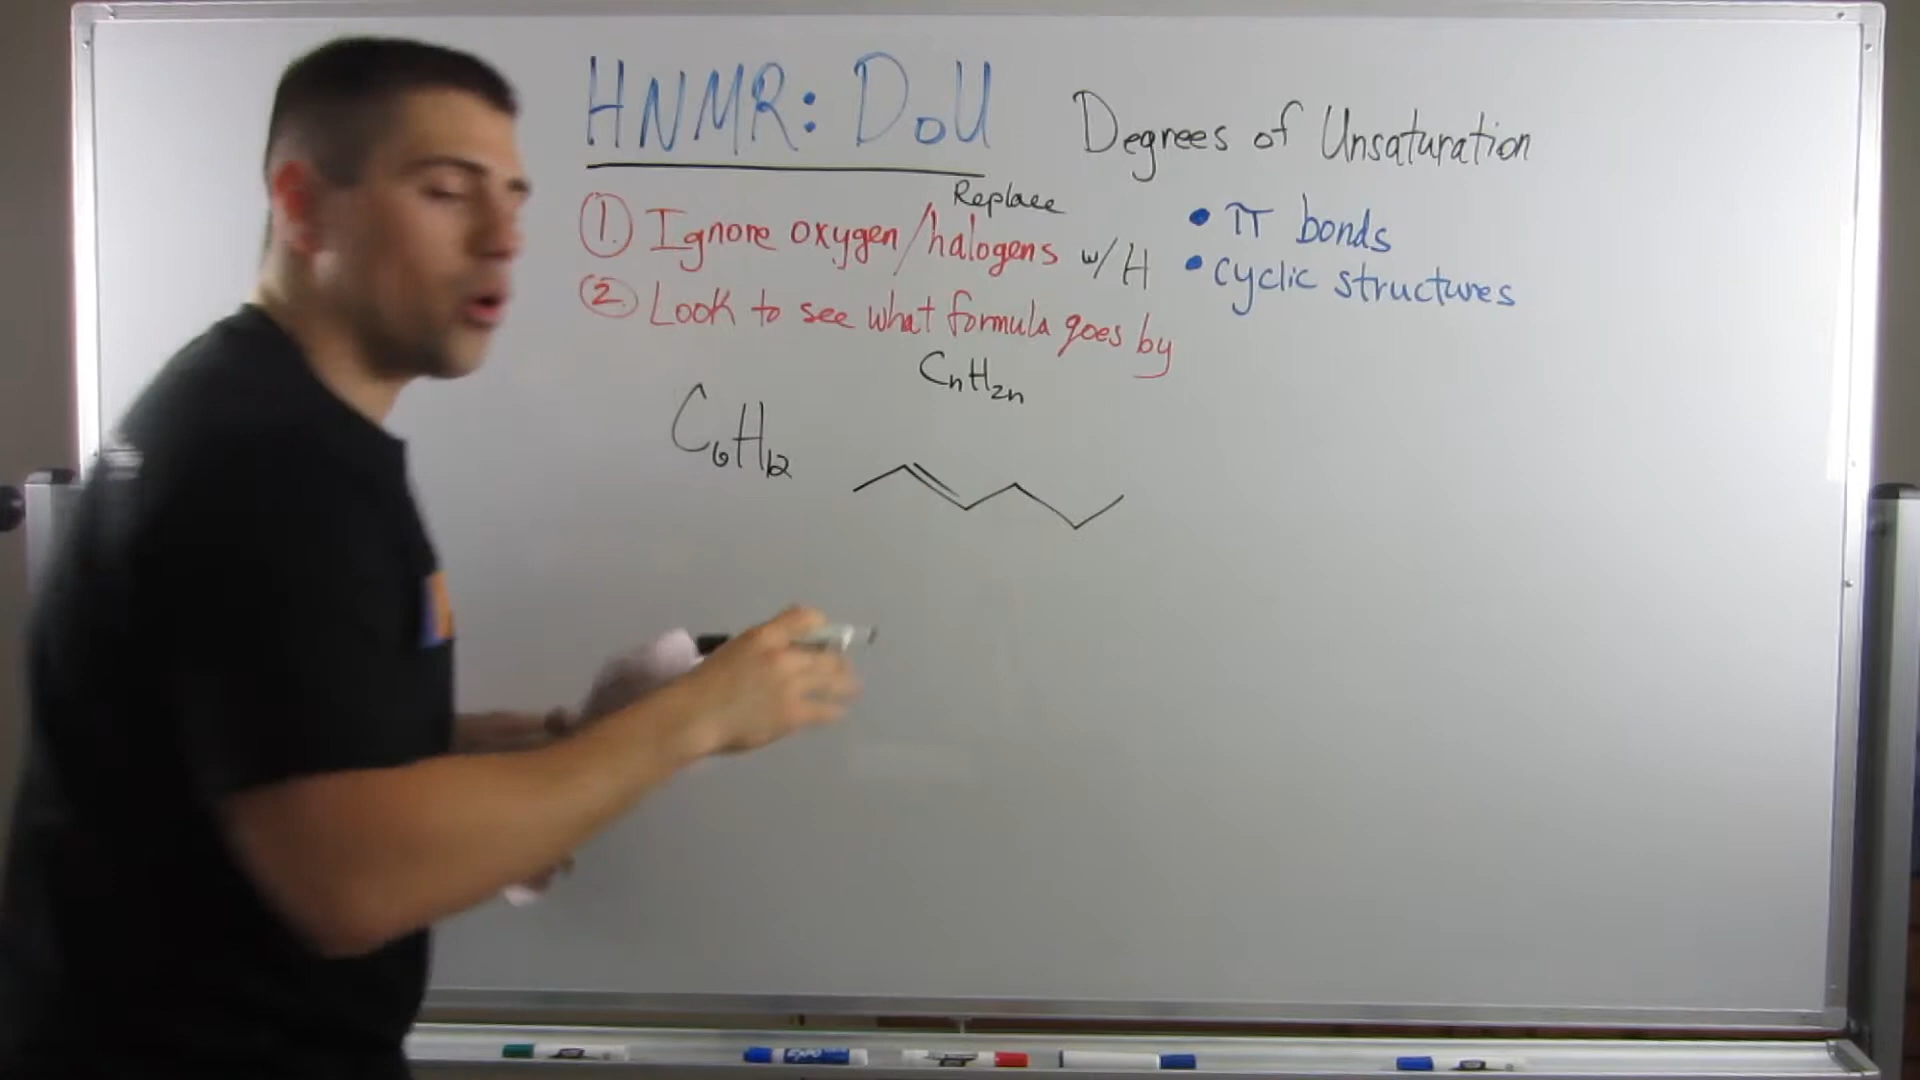 HNMR: DoU Degrees of Unsaturation
Replace
1. Ignore oxygen/halogens w/ H
2. Look to see what formula goes by
• π bonds
• cyclic structures
CnH2n
C6H12
EXPO